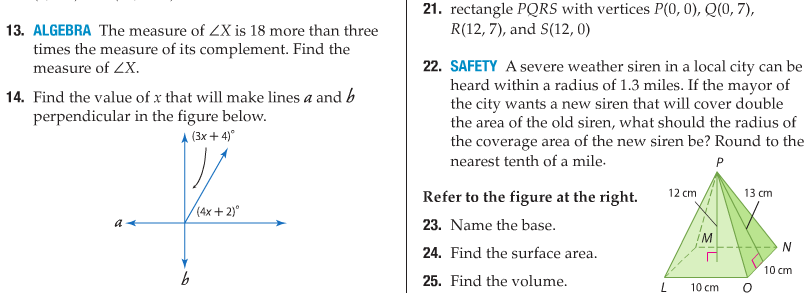 13. ALGEBRA The measure of ∠X is 18 more than three
times the measure of its complement. Find the
measure of ∠X.
14. Find the value of x that will make lines a and b
perpendicular in the figure below.
(3x + 4)°
(4x + 2)°
a
b
21. rectangle PQRS with vertices P(0, 0), Q(0, 7),
R(12, 7), and S(12, 0)
22. SAFETY A severe weather siren in a local city can be
heard within a radius of 1.3 miles. If the mayor of
the city wants a new siren that will cover double
the area of the old siren, what should the radius of
the coverage area of the new siren be? Round to the
nearest tenth of a mile.
Refer to the figure at the right.
23. Name the base.
24. Find the surface area.
25. Find the volume.
P
12 cm
13 cm
M
N
10 cm
L
10 cm
O